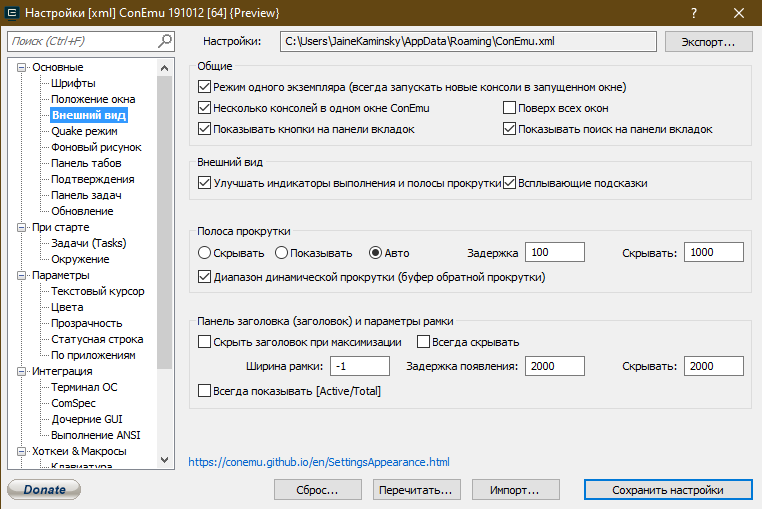 Настройки [xml] ConEmu 191012 [64] {Preview}
Поиск (Ctrl+F)
Настройки:
C:\Users\JaineKaminsky\AppData\Roaming\ConEmu.xml
Экспорт...
Основные
Шрифты
Положение окна
Внешний вид
Quake режим
Фоновый рисунок
Панель табов
Подтверждения
Панель задач
Обновление
При старте
Задачи (Tasks)
Окружение
Параметры
Текстовый курсор
Цвета
Прозрачность
Статусная строка
По приложениям
Интеграция
Терминал ОС
ComSpec
Дочерние GUI
Выполнение ANSI
Хоткеи & Макросы
Клавиатура
Общие
Режим одного экземпляра (всегда запускать новые консоли в запущенном окне)
Несколько консолей в одном окне ConEmu
Поверх всех окон
Показывать кнопки на панели вкладок
Показывать поиск на панели вкладок
Внешний вид
Улучшать индикаторы выполнения и полосы прокрутки
Всплывающие подсказки
Полоса прокрутки
Скрывать
Показывать
Авто
Задержка
100
Скрывать:
1000
Диапазон динамической прокрутки (буфер обратной прокрутки)
Панель заголовка (заголовок) и параметры рамки
Скрыть заголовок при максимизации
Всегда скрывать
Ширина рамки:
-1
Задержка появления:
2000
Скрывать:
2000
Всегда показывать [Active/Total]
https://conemu.github.io/en/SettingsAppearance.html
Donate
Сброс...
Перечитать...
Импорт...
Сохранить настройки